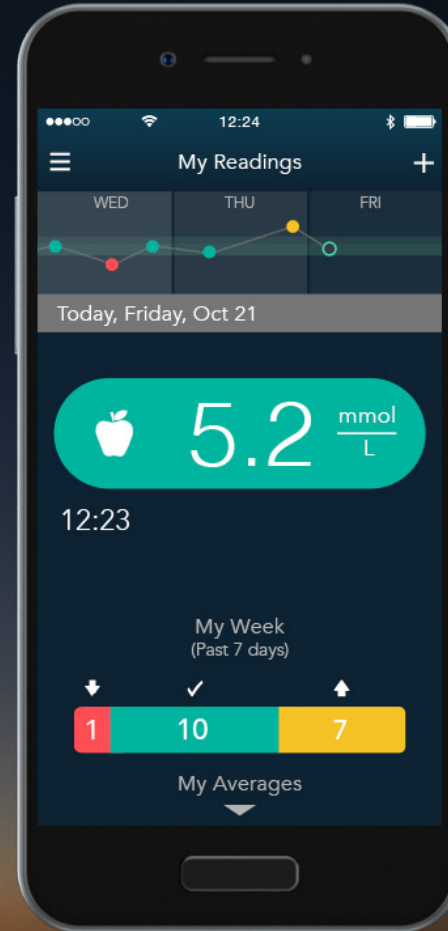 12:24
My Readings
WED THU FRI
Today, Friday, Oct 21
5.2 mmol
L
12:23
My Week
(Past 7 days)
1 10 7
My Averages